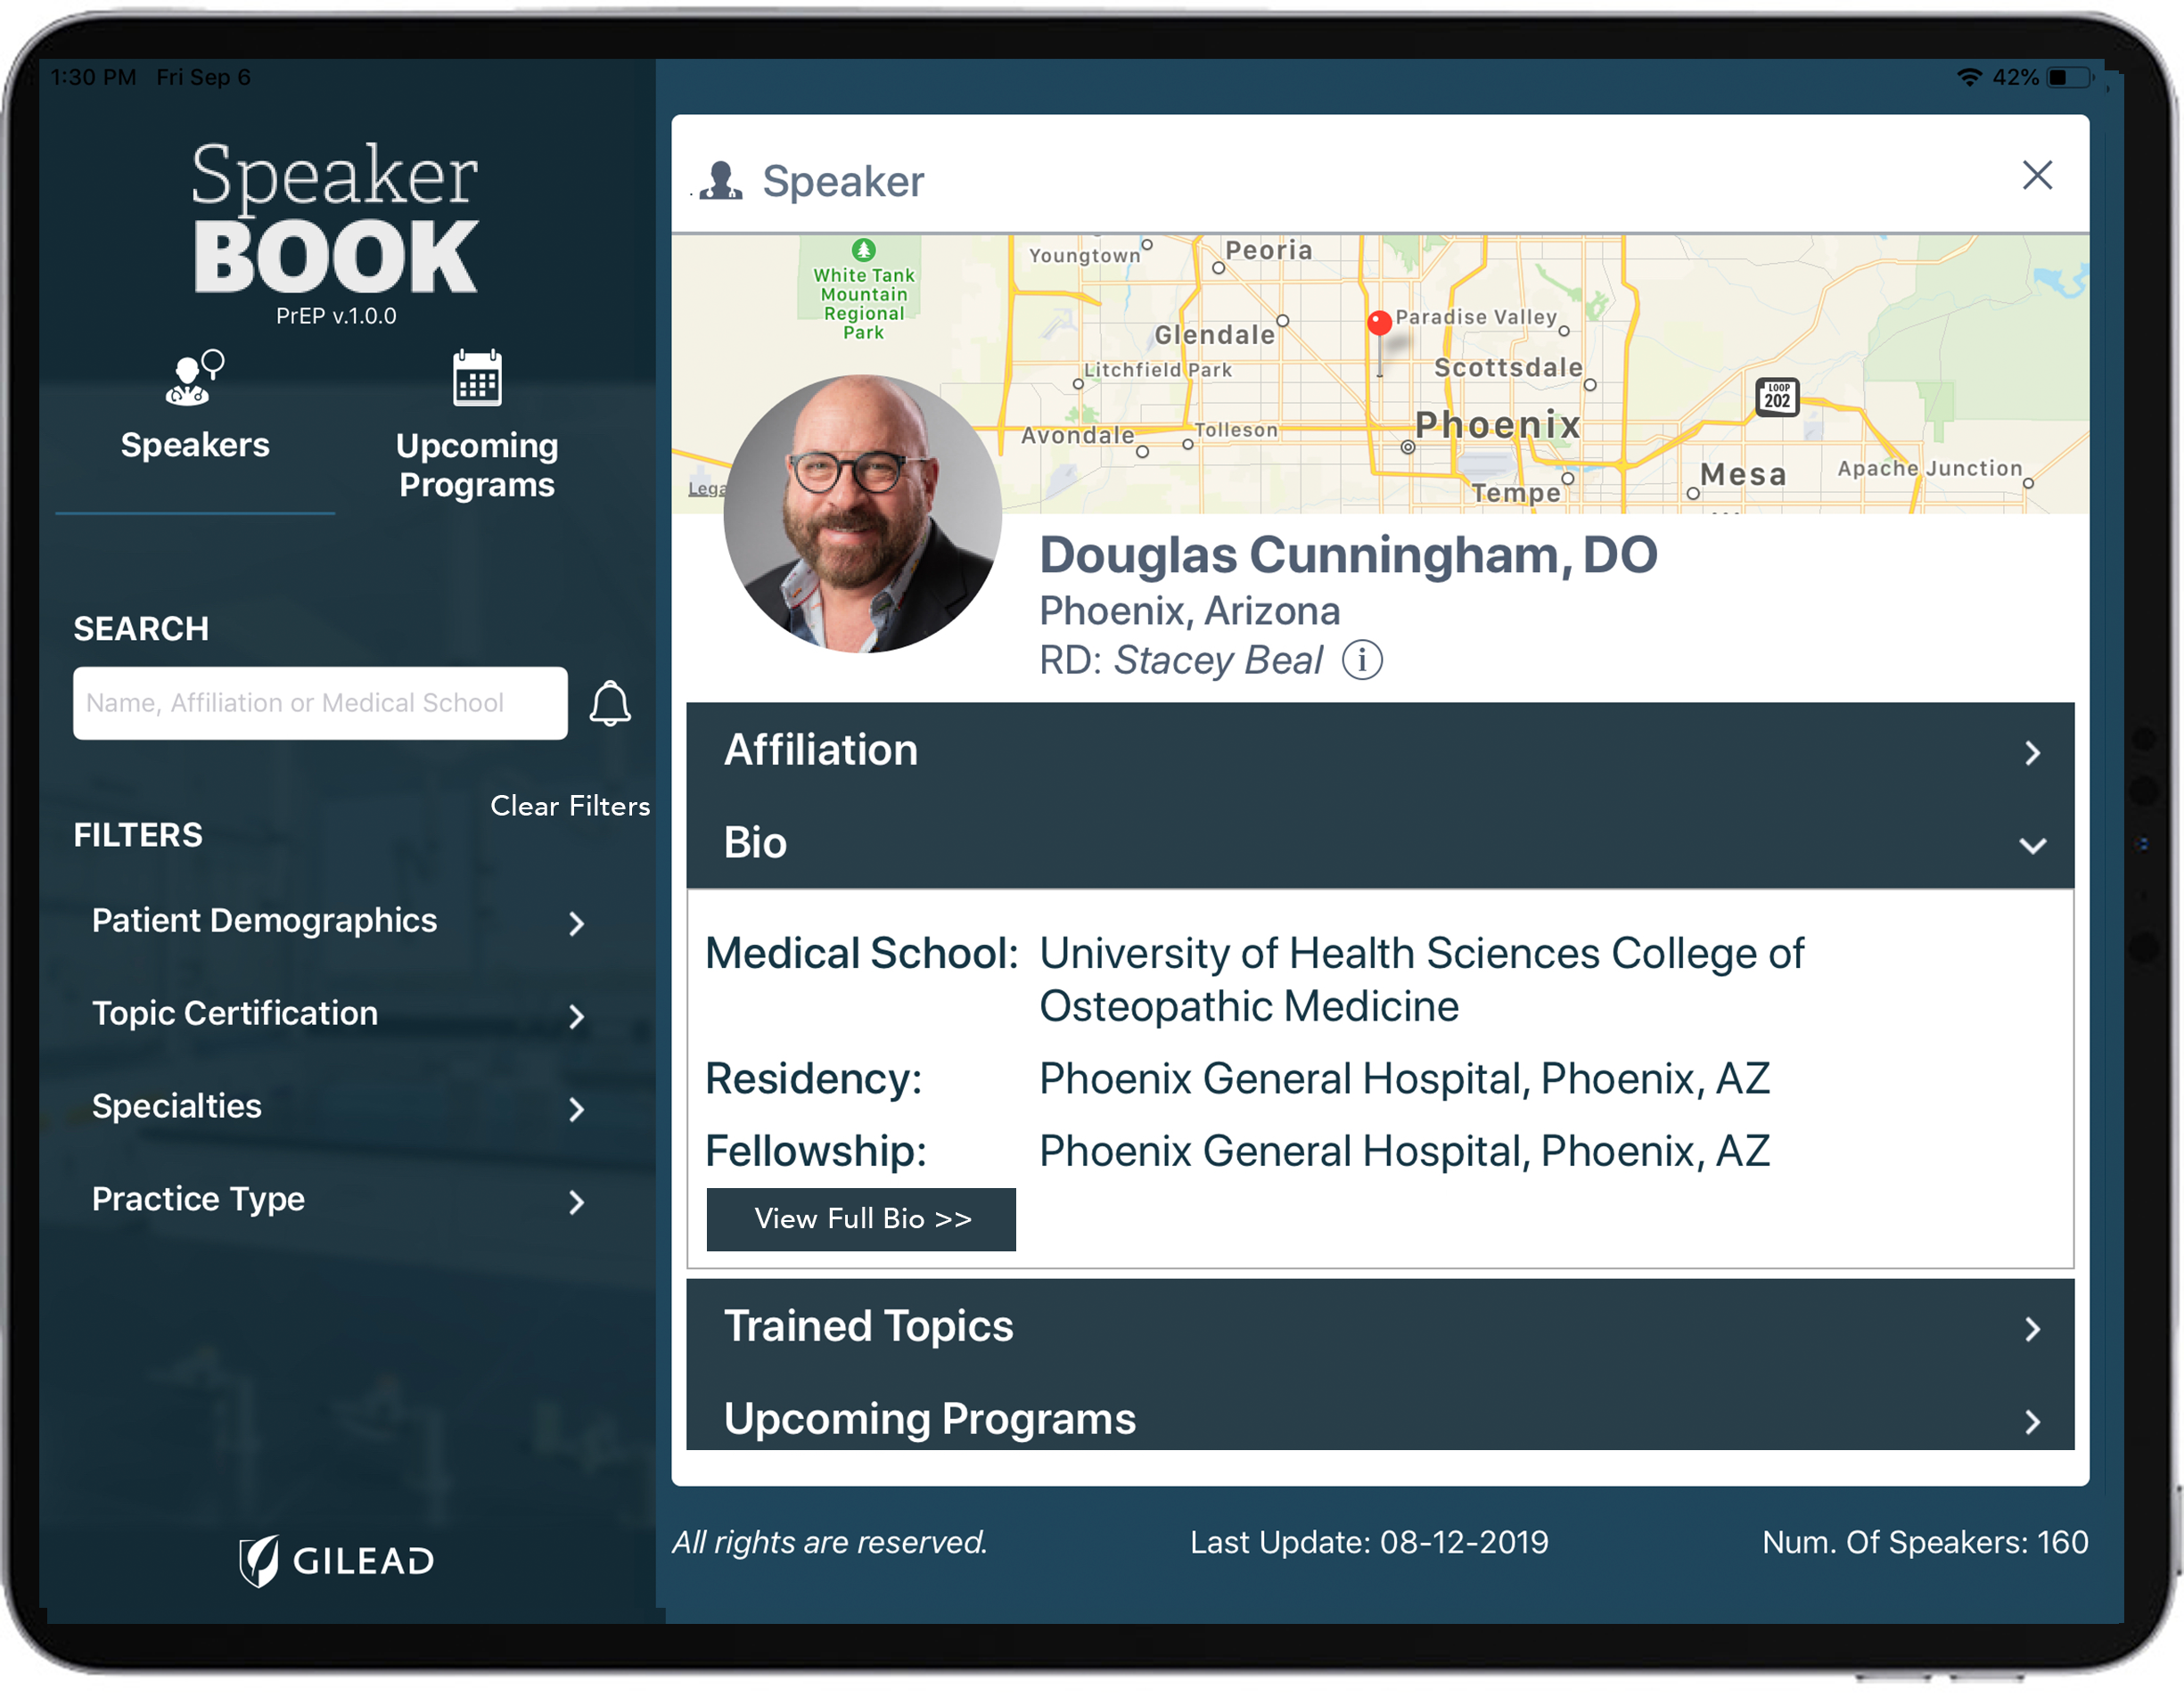 1:30 PM Fri Sep 6
42%
Speaker
BOOK
PrEP v.1.0.0
Speakers
Upcoming
Programs
SEARCH
Name, Affiliation or Medical School
Clear Filters
FILTERS
Patient Demographics
Topic Certification
Specialties
Practice Type
GILEAD
Speaker
White Tank
Mountain
Regional
Park
Youngtown
Peoria
Glendale
Paradise Valley
Litchfield Park
Scottsdale
LOOP
202
Avondale
Tolleson
Phoenix
Mesa
Apache Junction
Tempe
Lega
Douglas Cunningham, DO
Phoenix, Arizona
RD: Stacey Beal i
Affiliation
Bio
Medical School: University of Health Sciences College of
Osteopathic Medicine
Residency: Phoenix General Hospital, Phoenix, AZ
Fellowship: Phoenix General Hospital, Phoenix, AZ
View Full Bio >>
Trained Topics
Upcoming Programs
All rights are reserved.
Last Update: 08-12-2019
Num. Of Speakers: 160